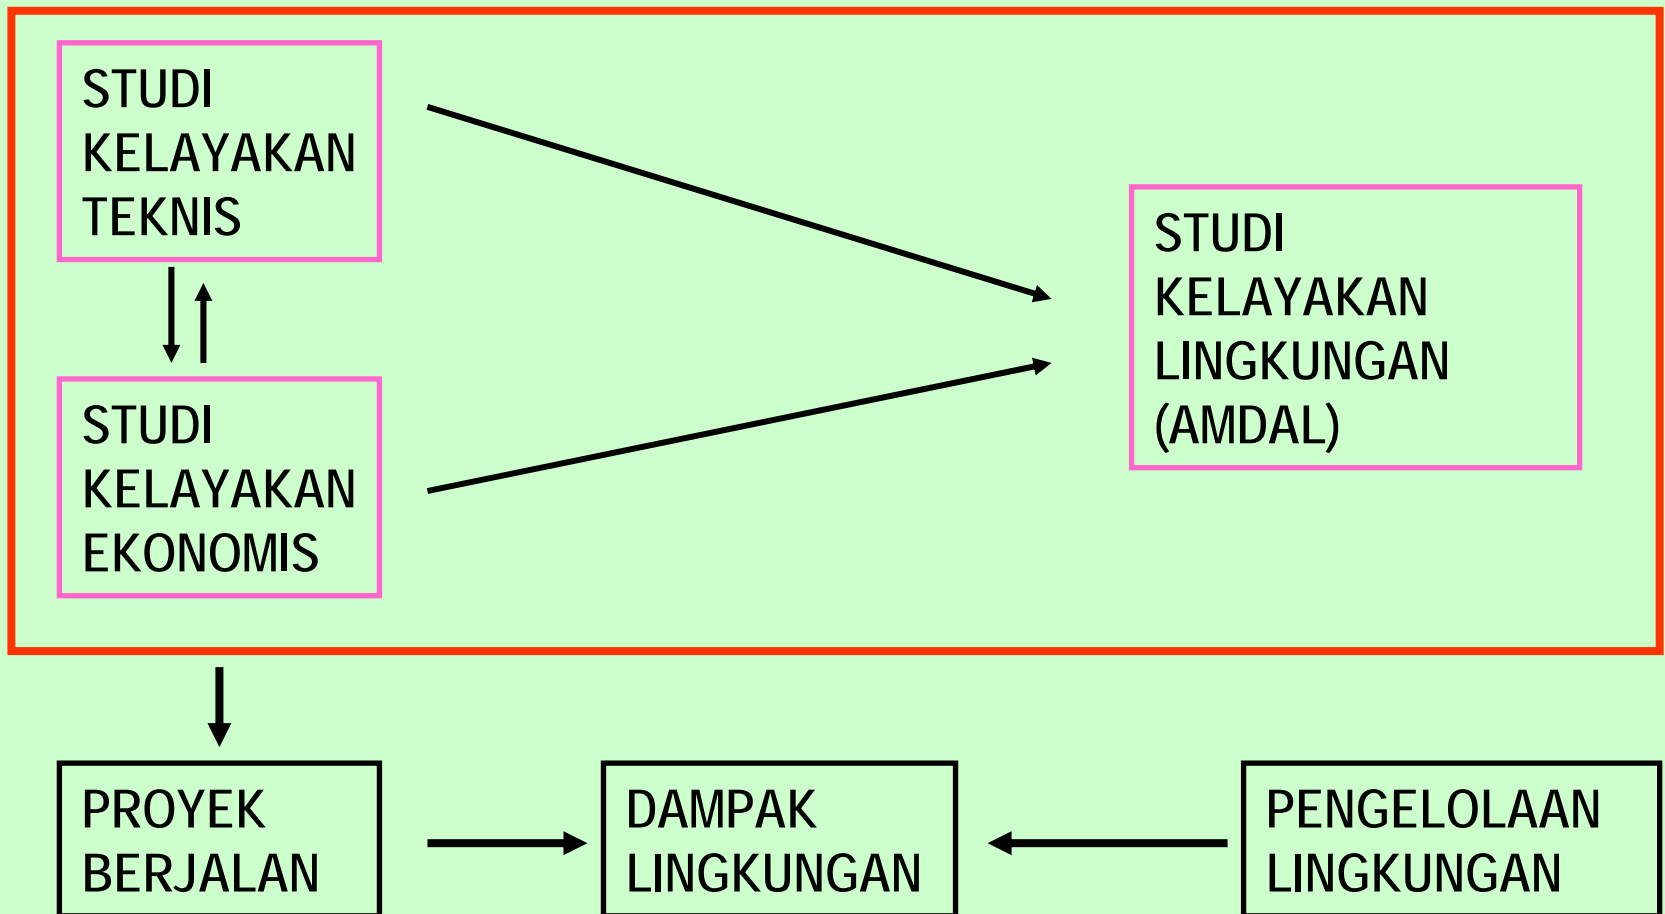 STUDI
KELAYAKAN
TEKNIS
STUDI
KELAYAKAN
LINGKUNGAN
(AMDAL)
STUDI
KELAYAKAN
EKONOMIS
PROYEK
BERJALAN
DAMPAK
LINGKUNGAN
PENGELOLAAN
LINGKUNGAN